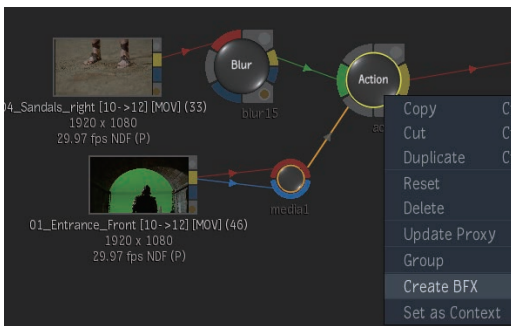 Blur
Action
04_Sandals_right [10->12] [MOV] (33)
1920 x 1080
29.97 fps NDF (P)
blur15
Copy C
Cut C
Duplicate C
Reset
Delete
Update Proxy
Group
Create BFX
Set as Context
media1
01_Entrance_Front [10->12] [MOV] (46)
1920 x 1080
29.97 fps NDF (P)